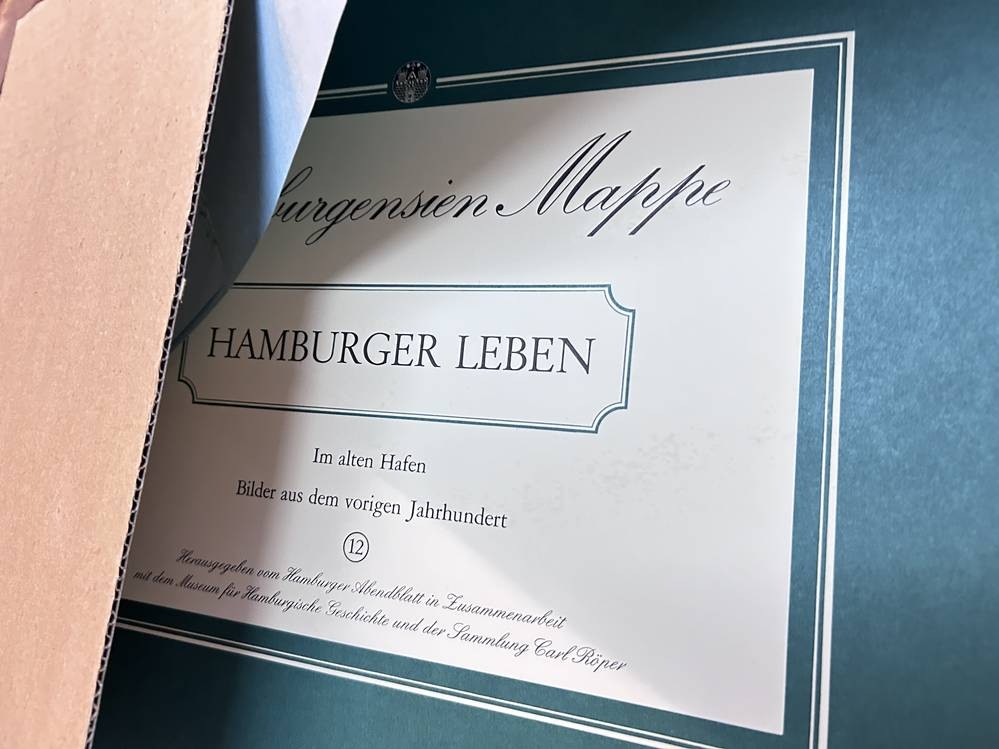 burgensien Mappe
HAMBURGER LEBEN
Im alten Hafen
Bilder aus dem vorigen Jahrhundert
12
Herausgegeben vom Hamburger Abendblatt in Zusammenarbeit
mit dem Museum für Hamburgische Geschichte und der Sammlung Carl Röper